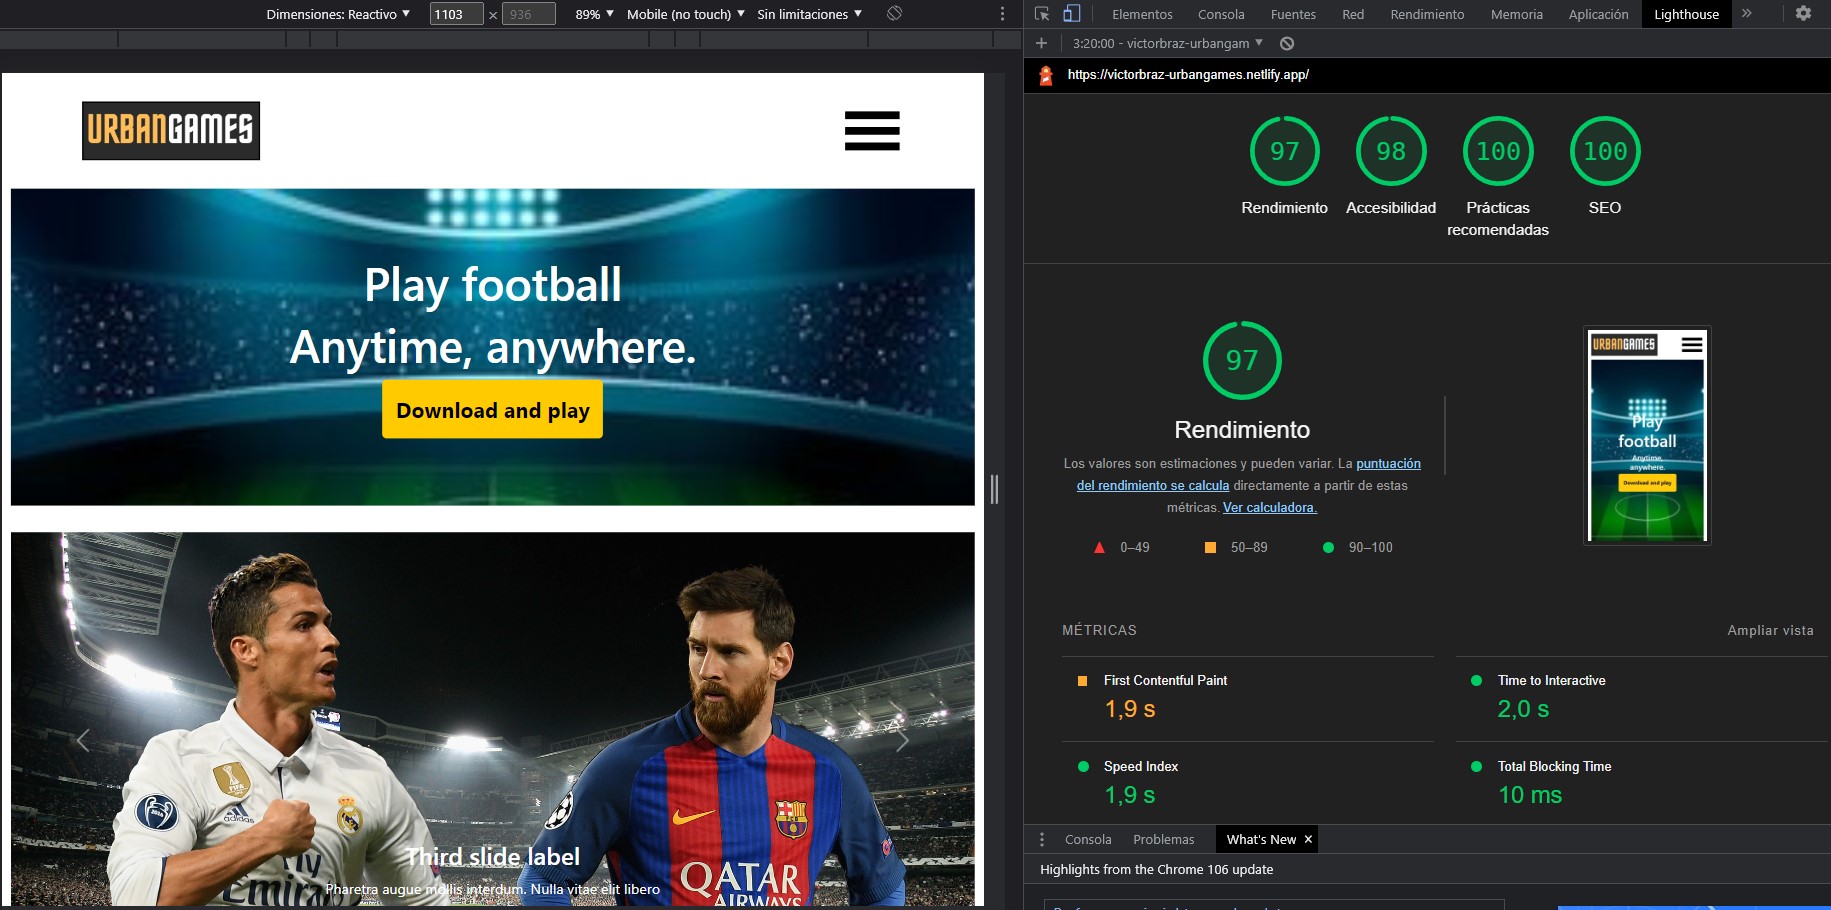 Dimensiones: Reactivo ▼ 1103 × 936 89% ▼ Mobile (no touch) ▼ Sin limitaciones ▼
Elementos Consola Fuentes Red Rendimiento Memoria Aplicación Lighthouse »
+ 3:20:00 - victorbraz-urbangam ▼
https://victorbraz-urbangames.netlify.app/
URBANGAMES
Play football
Anytime, anywhere.
Download and play
adidas
Fly
Emira
QATAR
AIRWAYS
Third slide label
Pharetra augue mollis interdum. Nulla vitae elit libero
97 98 100 100
Rendimiento Accesibilidad Prácticas recomendadas SEO
97
Rendimiento
Los valores son estimaciones y pueden variar. La puntuación
del rendimiento se calcula directamente a partir de estas
métricas. Ver calculadora.
0–49 50–89 90–100
URBANGAMES
Play
football
Anytime,
anywhere.
Download and play
MÉTRICAS Ampliar vista
First Contentful Paint
1,9 s
Time to Interactive
2,0 s
Speed Index
1,9 s
Total Blocking Time
10 ms
Consola Problemas What's New ×
Highlights from the Chrome 106 update